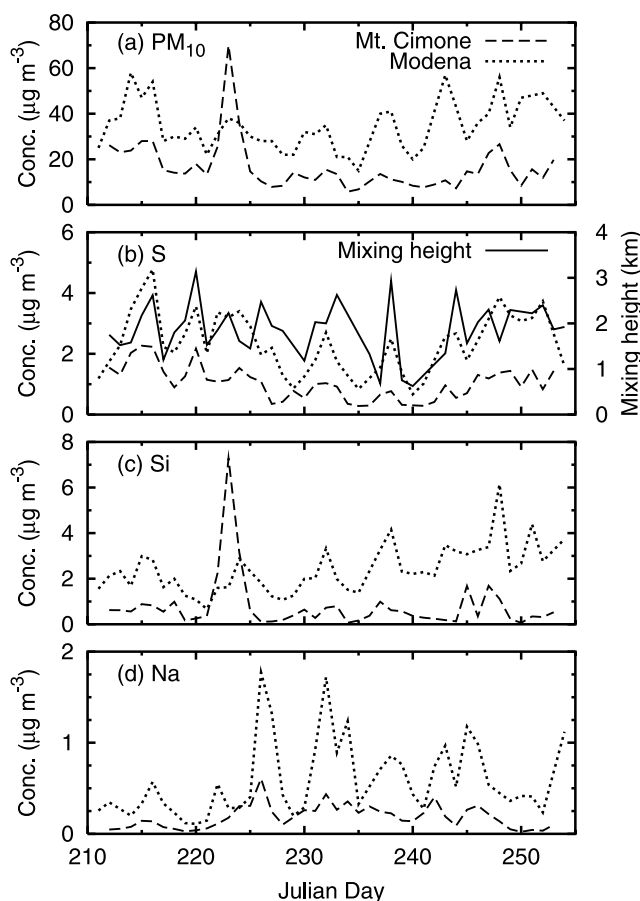 (a) PM10
Mt. Cimone
Modena
80
60
40
20
0
Conc. (µg m-3)
(b) S
Mixing height
6
4
2
0
Conc. (µg m-3)
4
3
2
1
0
Mixing height (km)
(c) Si
8
6
4
2
0
Conc. (µg m-3)
(d) Na
2
1
0
Conc. (µg m-3)
210 220 230 240 250
Julian Day